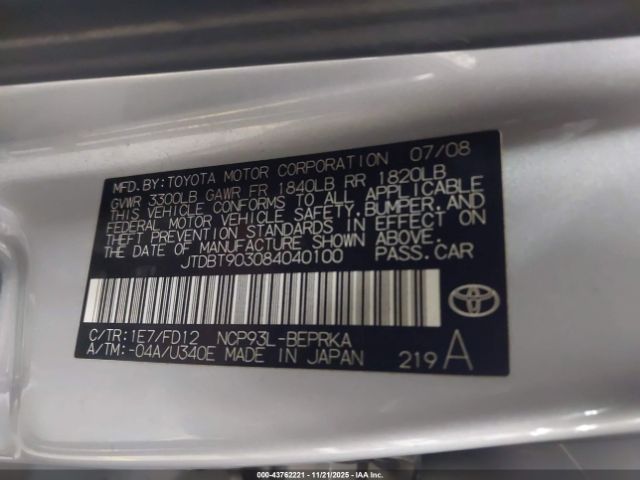 MFD. BY:TOYOTA MOTOR CORPORATION 07/08
GVWR 3300LB GAWR FR 1840LB RR 1820LB
THIS VEHICLE CONFORMS TO ALL APPLICABLE
FEDERAL MOTOR VEHICLE SAFETY, BUMPER, AND
THEFT PREVENTION STANDARDS IN EFFECT ON
THE DATE OF MANUFACTURE SHOWN ABOVE.
JTDBT903084040100 PASS.CAR
C/TR:1E7/FD12 NCP93L-BEPRKA
A/TM:-04A/U340E MADE IN JAPAN 219 A
000-43762221 - 11/21/2025 - IAAI.com